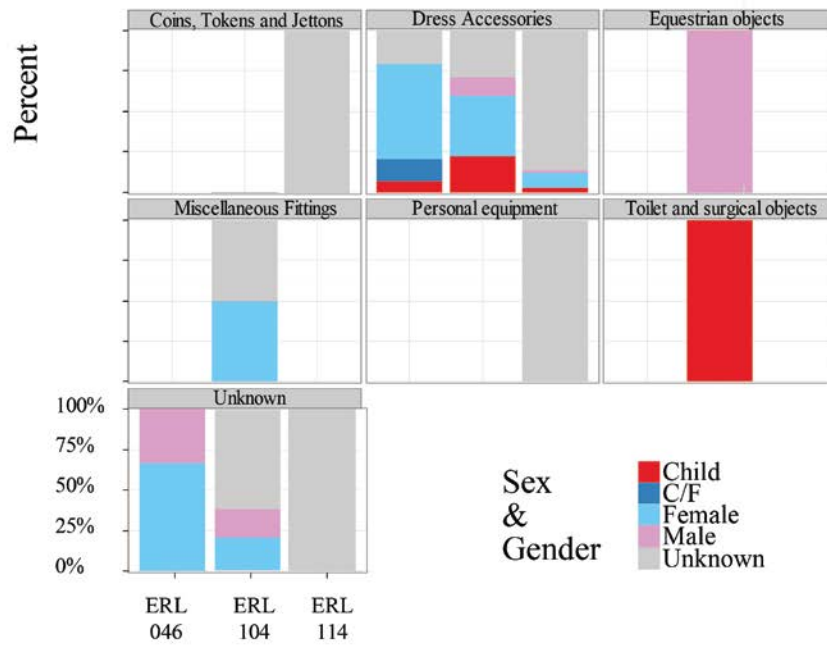 Percent
Coins, Tokens and Jettons
Dress Accessories
Equestrian objects
Miscellaneous Fittings
Personal equipment
Toilet and surgical objects
Unknown
100%
75%
50%
25%
0%
ERL
046
ERL
104
ERL
114
Sex
&
Gender
Child
C/F
Female
Male
Unknown